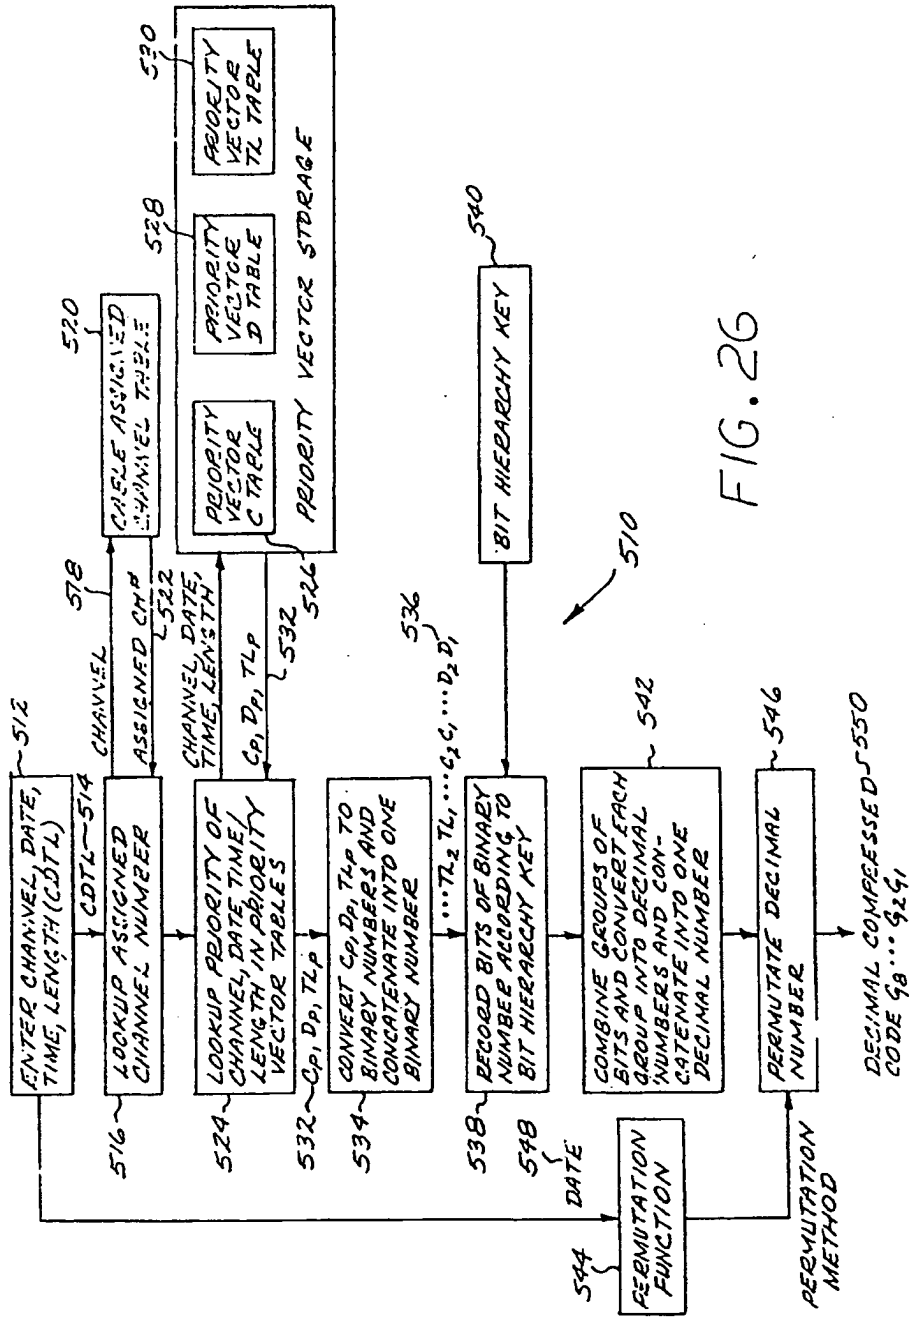 ENTER CHANNEL, DATE,
TIME, LENGTH (CDTL)
512
CDTL 514
LOOKUP ASSIGNED
CHANNEL NUMBER
516
CHANNEL
518
ASSIGNED CH#
522
CABLE ASSIGNED
CHANNEL TABLE
520
LOOKUP PRIORITY OF
CHANNEL, DATE TIME/
LENGTH IN PRIORITY
VECTOR TABLES
524
CHANNEL, DATE,
TIME, LENGTH
CP, DP, TLP
532
PRIORITY
VECTOR
C TABLE
526
PRIORITY
VECTOR
D TABLE
528
PRIORITY
VECTOR
TL TABLE
530
PRIORITY VECTOR STORAGE
532 CP, DP, TLP
CONVERT CP, DP, TLP TO
BINARY NUMBERS AND
CONCATENATE INTO ONE
BINARY NUMBER
534
...TL2 TL1 ...C2 C1 ...D2 D1
536
RECORD BITS OF BINARY
NUMBER ACCORDING TO
BIT HIERARCHY KEY
538
BIT HIERARCHY KEY
540
510
COMBINE GROUPS OF
BITS AND CONVERT EACH
GROUP INTO DECIMAL
NUMBERS AND CON-
CATENATE INTO ONE
DECIMAL NUMBER
542
548
DATE
PERMUTATION
FUNCTION
544
PERMUTATION
METHOD
PERMUTATE DECIMAL
NUMBER
546
DECIMAL COMPRESSED 550
CODE G8...G2G1
FIG. 26